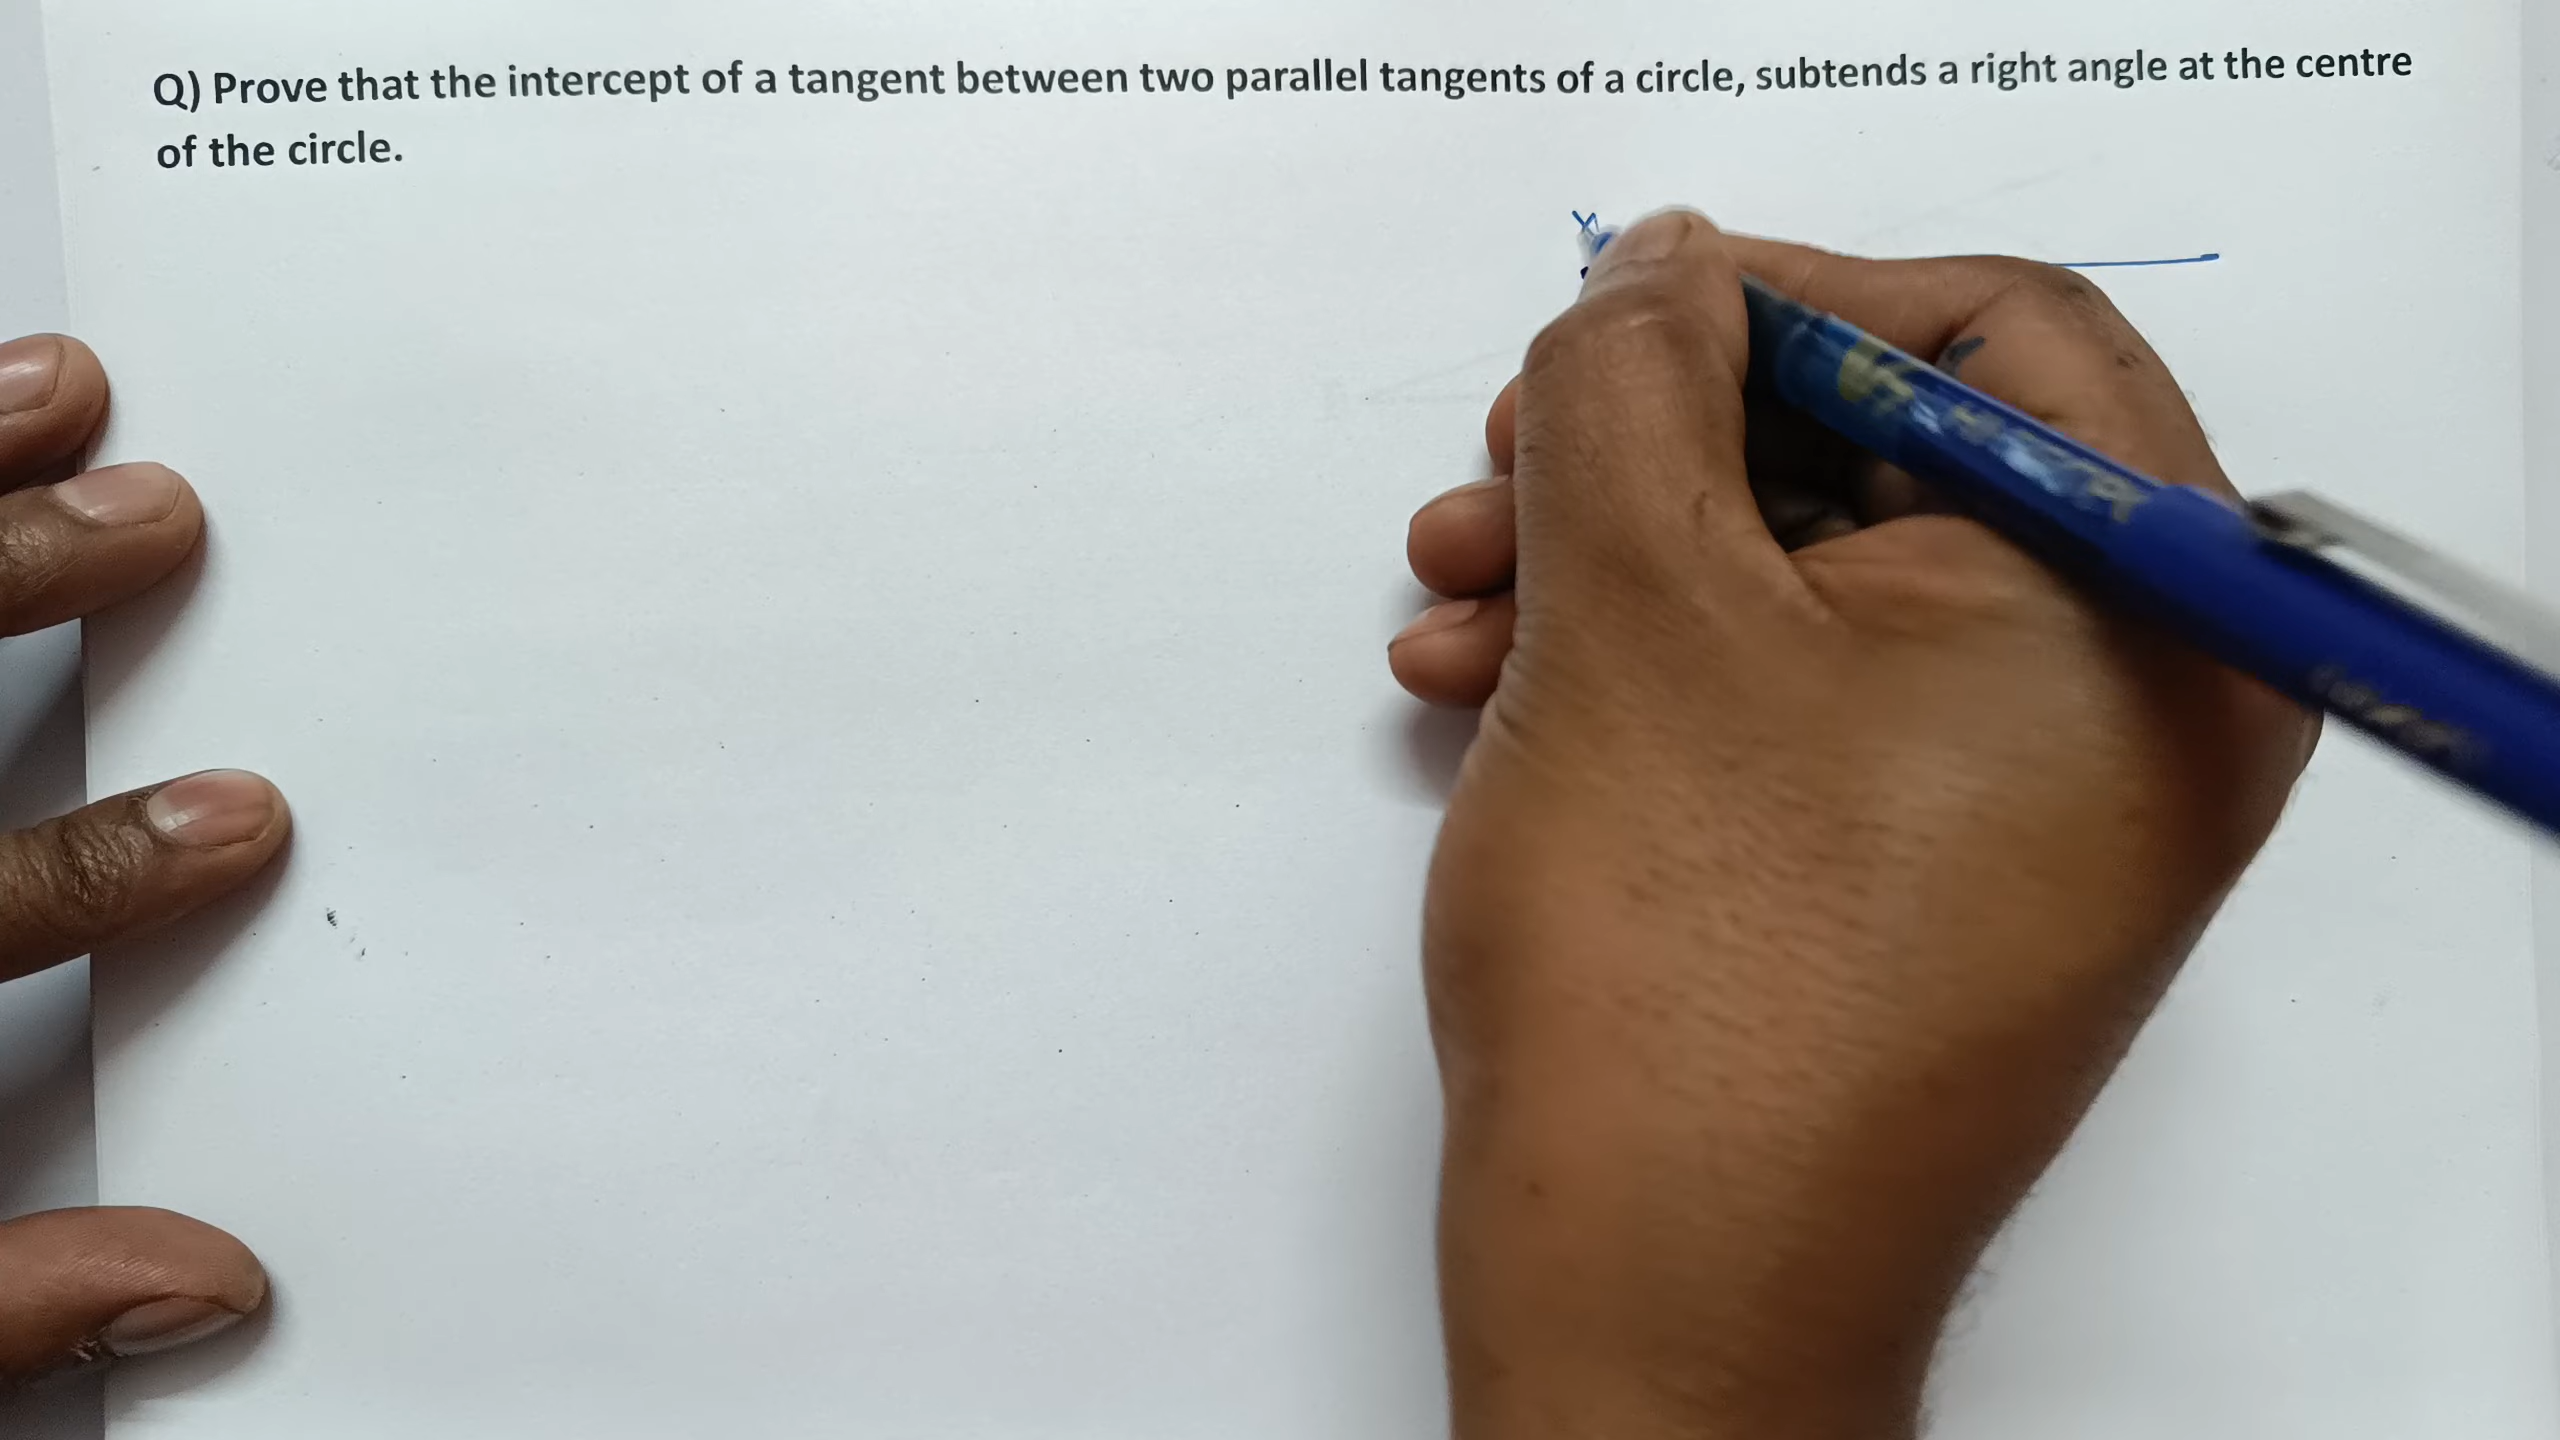 Q) Prove that the intercept of a tangent between two parallel tangents of a circle, subtends a right angle at the centre
of the circle.
X